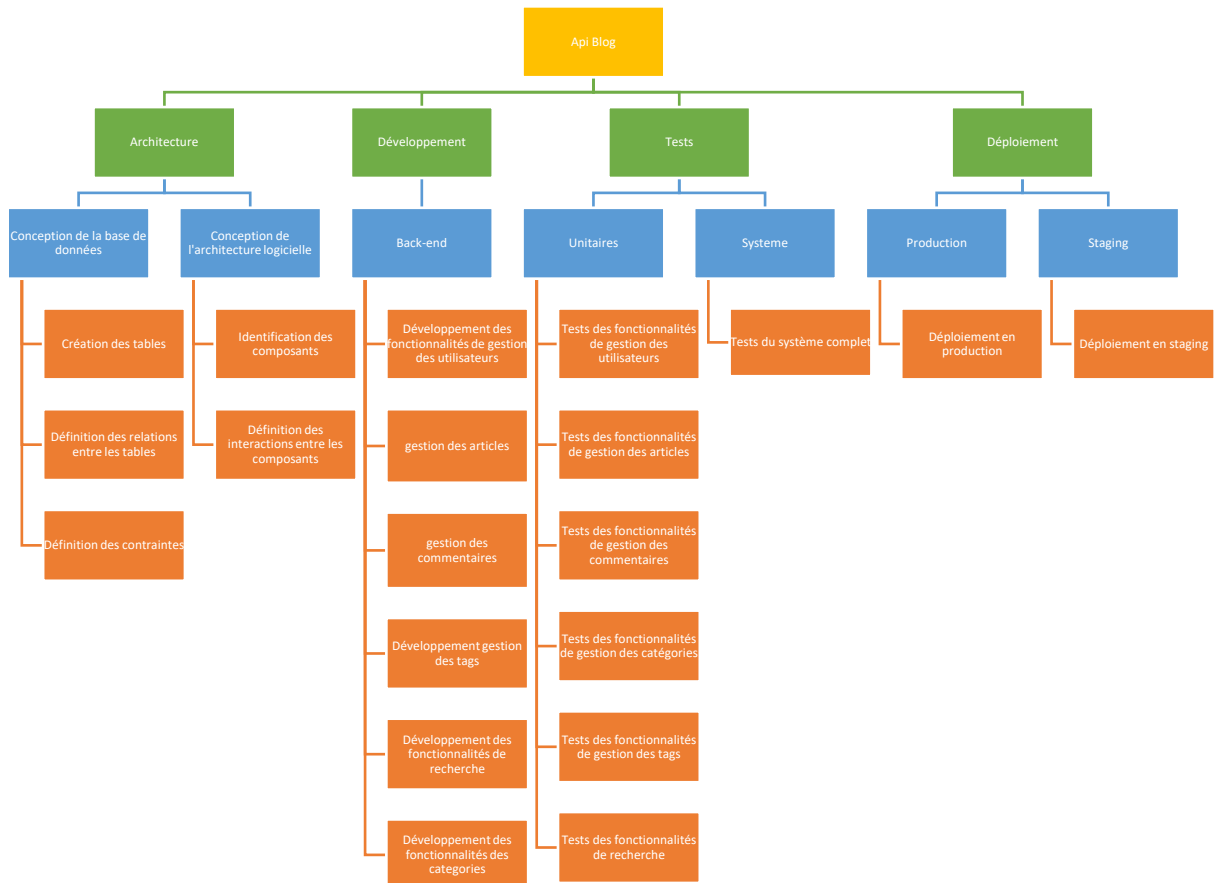 Api Blog
Architecture
Développement
Tests
Déploiement
Conception de la base de
données
Conception de
l'architecture logicielle
Back-end
Unitaires
Systeme
Production
Staging
Création des tables
Identification des
composants
Développement des
fonctionnalités de gestion
des utilisateurs
Tests des fonctionnalités
de gestion des
utilisateurs
Tests du système complet
Déploiement en
production
Déploiement en staging
Définition des relations
entre les tables
Définition des
interactions entre les
composants
gestion des articles
Tests des fonctionnalités
de gestion des articles
Définition des contraintes
gestion des
commentaires
Tests des fonctionnalités
de gestion des
commentaires
Développement gestion
des tags
Tests des fonctionnalités
de gestion des catégories
Développement des
fonctionnalités de
recherche
Tests des fonctionnalités
de gestion des tags
Développement des
fonctionnalités des
categories
Tests des fonctionnalités
de recherche